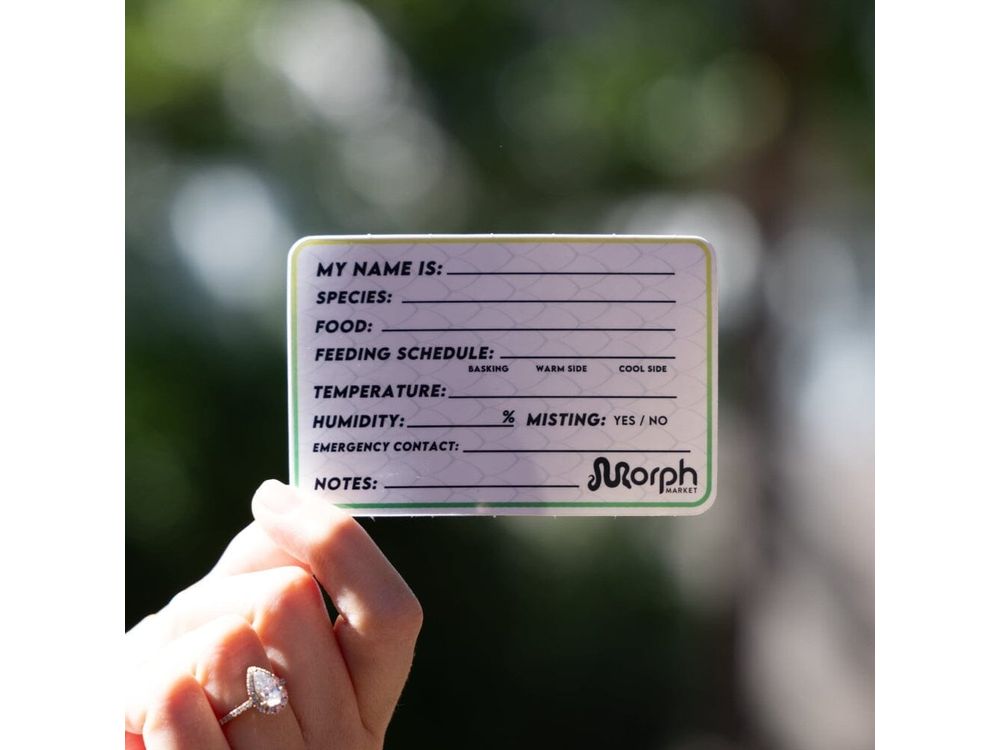 MY NAME IS:
SPECIES:
FOOD:
FEEDING SCHEDULE:
BASKING WARM SIDE COOL SIDE
TEMPERATURE:
HUMIDITY: % MISTING: YES / NO
EMERGENCY CONTACT:
NOTES:
Morph
MARKET